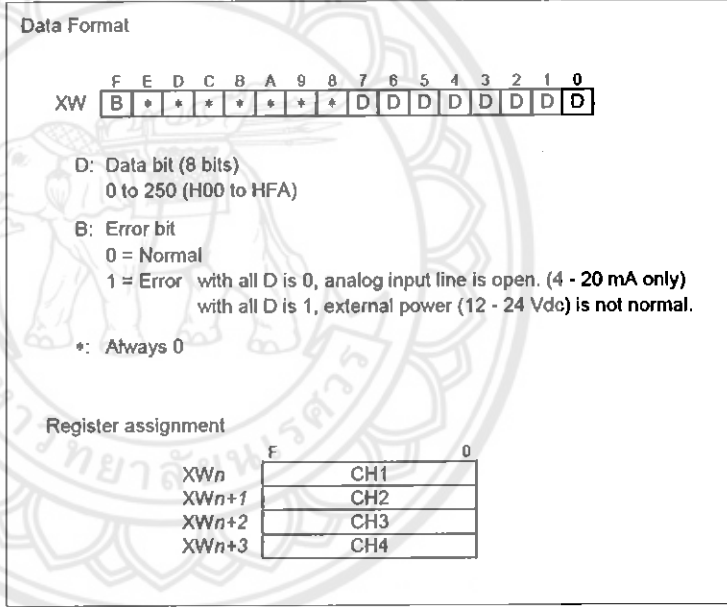 Data Format
F E D C B A 9 8 7 6 5 4 3 2 1 0
XW B * * * * * * * D D D D D D D D
D: Data bit (8 bits)
0 to 250 (H00 to HFA)
B: Error bit
0 = Normal
1 = Error with all D is 0, analog input line is open. (4 - 20 mA only)
with all D is 1, external power (12 - 24 Vdc) is not normal.
*: Always 0
Register assignment
F 0
XWn CH1
XWn+1 CH2
XWn+2 CH3
XWn+3 CH4